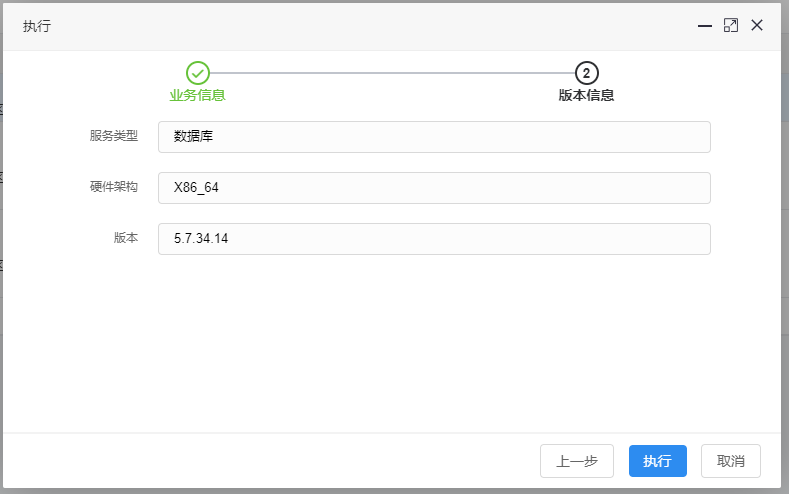 执行
2
业务信息 版本信息
服务类型 数据库
硬件架构 X86_64
版本 5.7.34.14
上一步 执行 取消